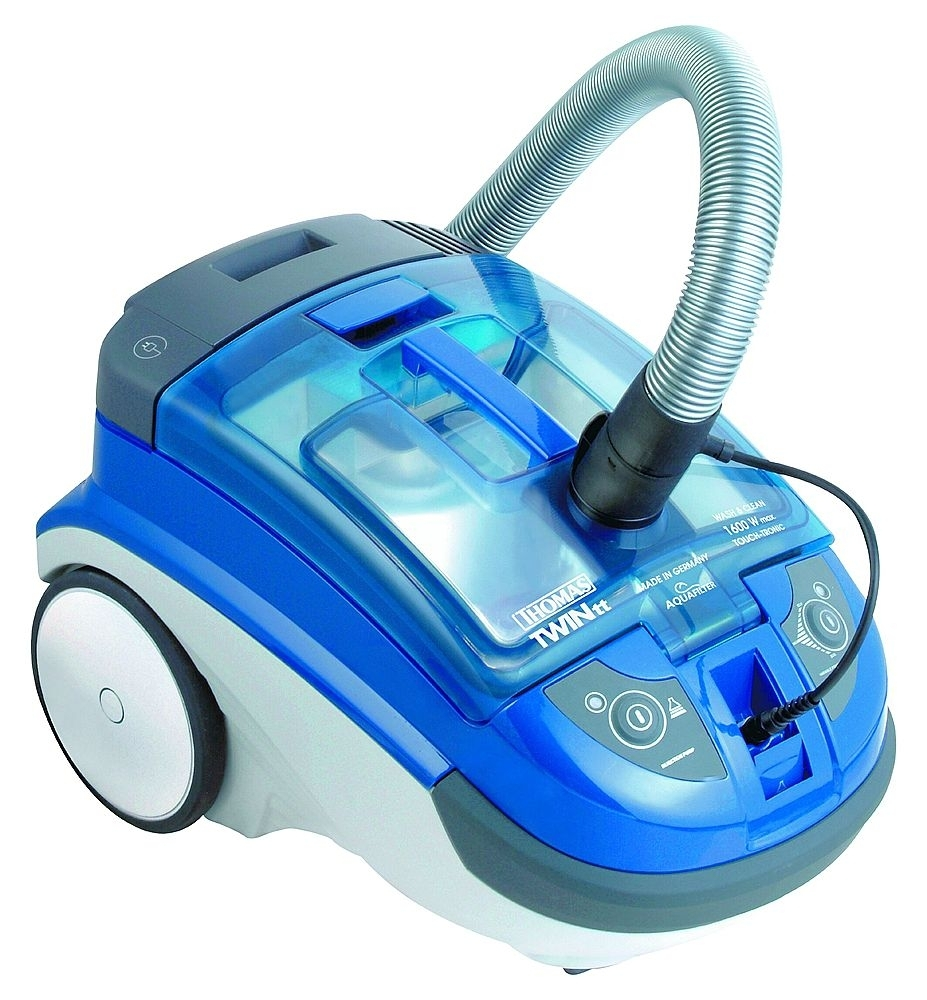 WASH & CLEAN
1600 W max.
TOUCH-TRONIC
MADE IN GERMANY
AQUAFILTER
THOMAS
TWIN tt